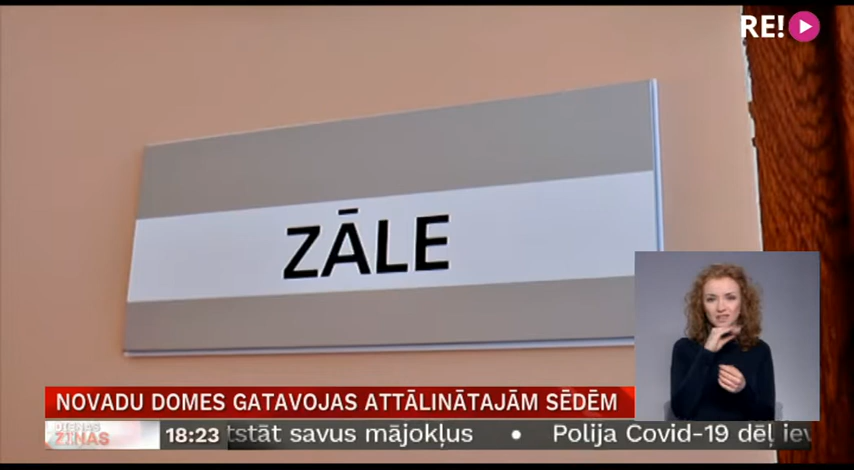 RE!
ZĀLE
NOVADU DOMES GATAVOJAS ATTĀLINĀTAJĀM SĒDĒM
DIENAS
ZIŅAS
18:23 tstāt savus mājokļus • Polija Covid-19 dēļ iev